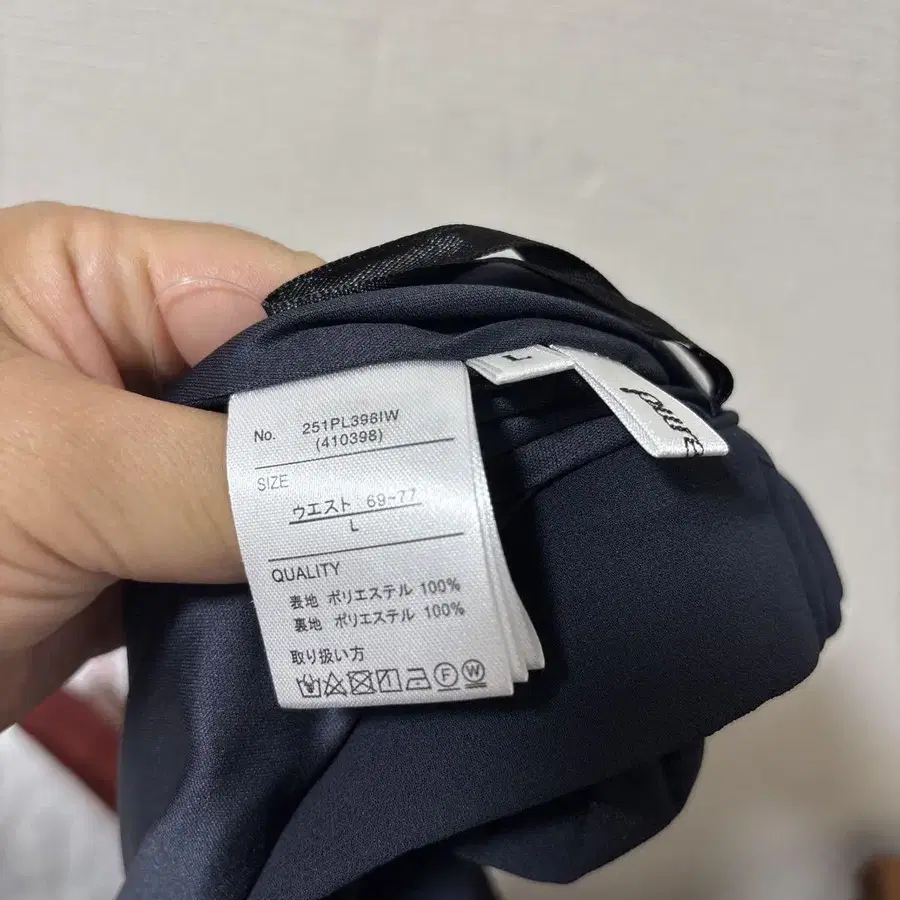 No. 251PL398IW
(410398)
SIZE
ウエスト 69-77
L
QUALITY
表地 ポリエステル 100%
裏地 ポリエステル 100%
取り扱い方
F W
L